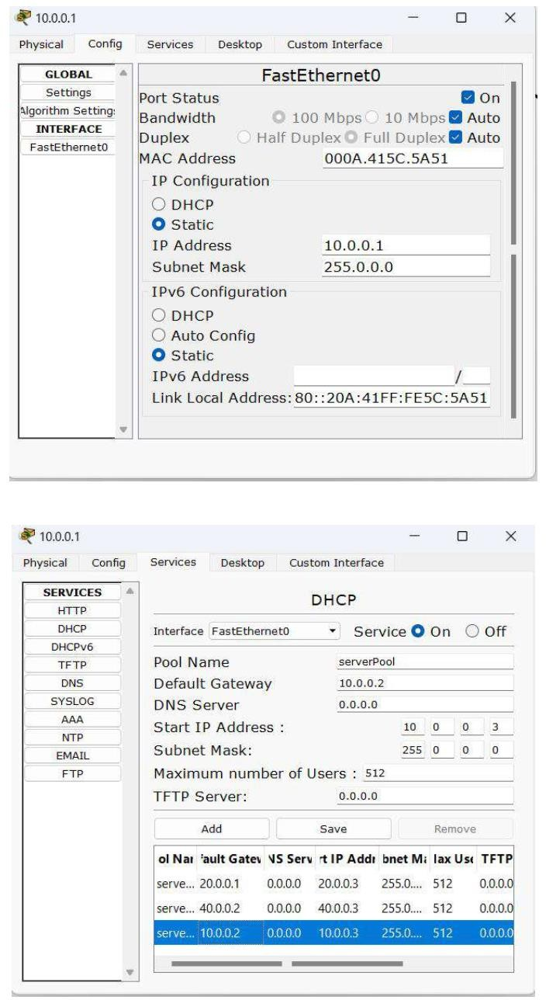 10.0.0.1
Physical Config Services Desktop Custom Interface
GLOBAL
Settings
Algorithm Settings
INTERFACE
FastEthernet0
FastEthernet0
Port Status On
Bandwidth 100 Mbps 10 Mbps Auto
Duplex Half Duplex Full Duplex Auto
MAC Address 000A.415C.5A51
IP Configuration
DHCP
Static
IP Address 10.0.0.1
Subnet Mask 255.0.0.0
IPv6 Configuration
DHCP
Auto Config
Static
IPv6 Address /
Link Local Address: 80::20A:41FF:FE5C:5A51
10.0.0.1
Physical Config Services Desktop Custom Interface
SERVICES
HTTP
DHCP
DHCPv6
TFTP
DNS
SYSLOG
AAA
NTP
EMAIL
FTP
DHCP
Interface FastEthernet0 Service On Off
Pool Name serverPool
Default Gateway 10.0.0.2
DNS Server 0.0.0.0
Start IP Address : 10 0 0 3
Subnet Mask: 255 0 0 0
Maximum number of Users : 512
TFTP Server: 0.0.0.0
Add Save Remove
ol Nar fault Gatev NS Serv rt IP Addr bnet Ma lax Use TFTP
serve... 20.0.0.1 0.0.0.0 20.0.0.3 255.0.... 512 0.0.0.0
serve... 40.0.0.2 0.0.0.0 40.0.0.3 255.0.... 512 0.0.0.0
serve... 10.0.0.2 0.0.0.0 10.0.0.3 255.0.... 512 0.0.0.0